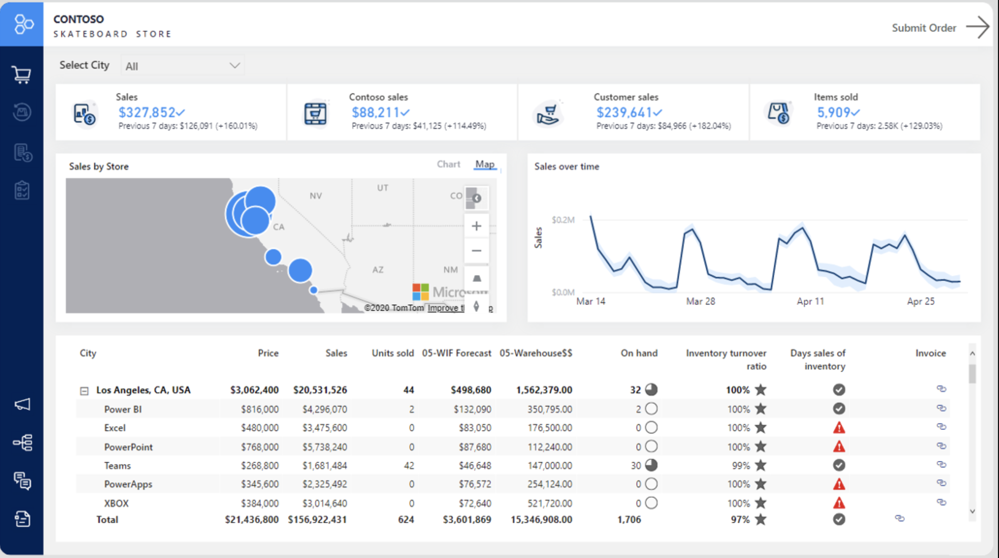 CONTOSO
SKATEBOARD STORE
Submit Order
Select City All
Sales
$327,852
Previous 7 days: $126,091 (+160.01%)
Contoso sales
$88,211
Previous 7 days: $41,125 (+114.49%)
Customer sales
$239,641
Previous 7 days: $84,966 (+182.04%)
Items sold
5,909
Previous 7 days: 2.58K (+129.03%)
Sales by Store
Chart Map
NV
UT
CO
CA
AZ
NM
Microsoft
©2020 TomTom Improve
Sales over time
Sales
$0.2M
$0.0M
Mar 14 Mar 28 Apr 11 Apr 25
City Price Sales Units sold 05-WIF Forecast 05-Warehouse$$ On hand Inventory turnover ratio Days sales of inventory Invoice
Los Angeles, CA, USA $3,062,400 $20,531,526 44 $498,680 1,562,379.00 32 100%
Power BI $816,000 $4,296,070 2 $132,090 350,795.00 2 100%
Excel $480,000 $3,475,600 0 $83,050 176,500.00 0 100%
PowerPoint $768,000 $5,738,240 0 $87,680 112,240.00 0 100%
Teams $268,800 $1,681,484 42 $46,648 147,000.00 30 99%
PowerApps $345,600 $2,325,492 0 $76,572 254,124.00 0 100%
XBOX $384,000 $3,014,640 0 $72,640 521,720.00 0 100%
Total $21,436,800 $156,922,431 624 $3,601,869 15,346,908.00 1,706 97%